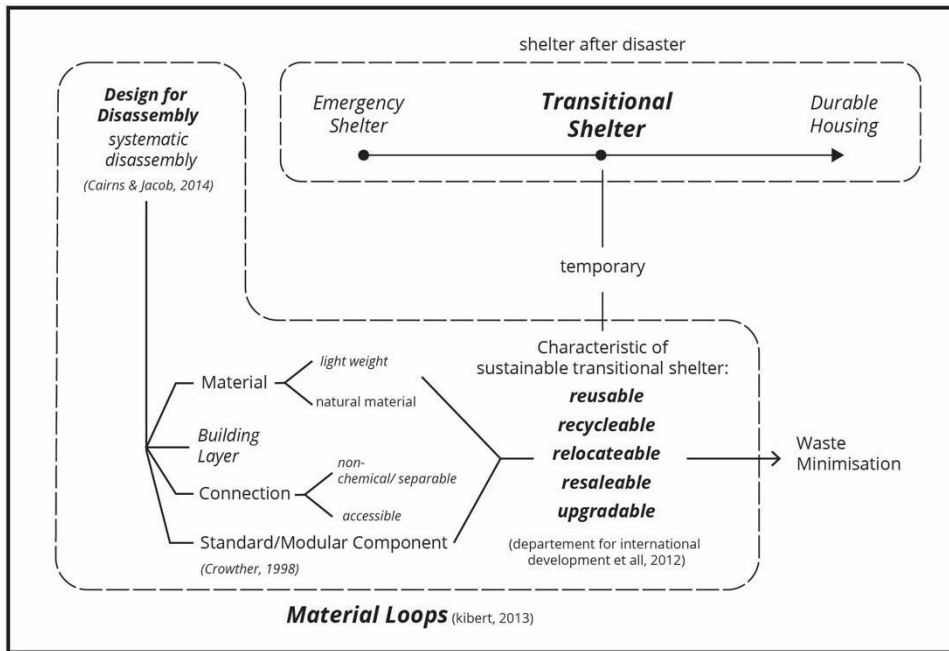 shelter after disaster
Emergency
Shelter
Transitional
Shelter
Durable
Housing
temporary
Design for
Disassembly
systematic
disassembly
(Cairns & Jacob, 2014)
Material
light weight
natural material
Building
Layer
Connection
non-
chemical/ separable
accessible
Standard/Modular Component
(Crowther, 1998)
Characteristic of
sustainable transitional shelter:
reusable
recycleable
relocateable
resaleable
upgradable
(departement for international
development et all, 2012)
Waste
Minimisation
Material Loops (kibert, 2013)